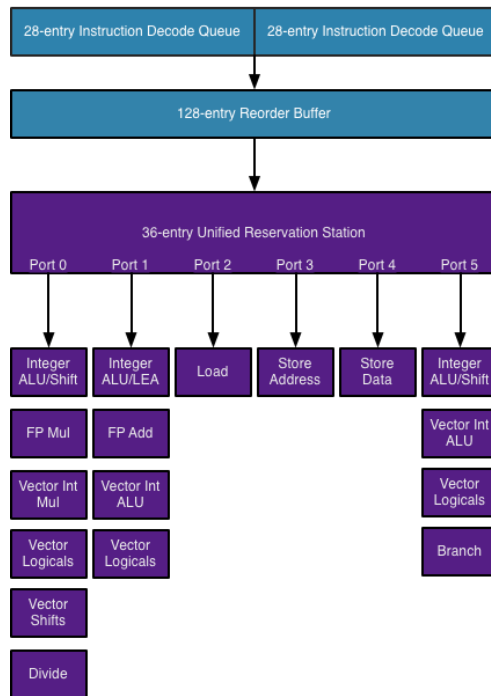 28-entry Instruction Decode Queue 28-entry Instruction Decode Queue
128-entry Reorder Buffer
36-entry Unified Reservation Station
Port 0 Port 1 Port 2 Port 3 Port 4 Port 5
Integer
ALU/Shift
Integer
ALU/LEA
Load
Store
Address
Store
Data
Integer
ALU/Shift
FP Mul
FP Add
Vector Int
ALU
Vector Int
Mul
Vector Int
ALU
Vector
Logicals
Vector
Logicals
Vector
Logicals
Branch
Vector
Shifts
Divide